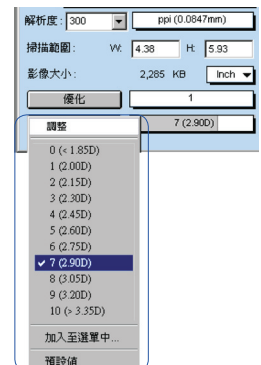 解析度: 300 ppi (0.0847mm)
掃描範圍: W: 4.38 H: 5.93
影像大小: 2,285 KB Inch
優化 1
7 (2.90D)
調整
0 (< 1.85D)
1 (2.00D)
2 (2.15D)
3 (2.30D)
4 (2.45D)
5 (2.60D)
6 (2.75D)
✓ 7 (2.90D)
8 (3.05D)
9 (3.20D)
10 (> 3.35D)
加入至選單中...
預設值